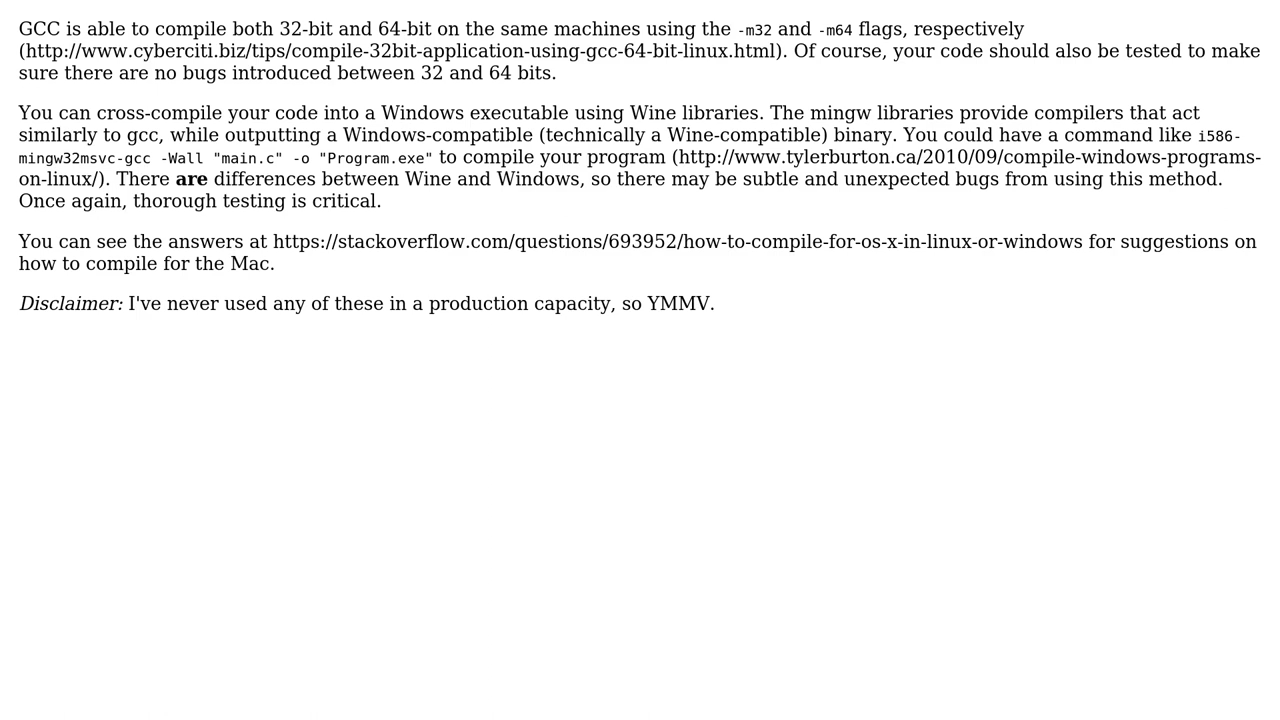 GCC is able to compile both 32-bit and 64-bit on the same machines using the -m32 and -m64 flags, respectively
(http://www.cyberciti.biz/tips/compile-32bit-application-using-gcc-64-bit-linux.html). Of course, your code should also be tested to make
sure there are no bugs introduced between 32 and 64 bits.
You can cross-compile your code into a Windows executable using Wine libraries. The mingw libraries provide compilers that act
similarly to gcc, while outputting a Windows-compatible (technically a Wine-compatible) binary. You could have a command like i586-
mingw32msvc-gcc -Wall "main.c" -o "Program.exe" to compile your program (http://www.tylerburton.ca/2010/09/compile-windows-programs-
on-linux/). There are differences between Wine and Windows, so there may be subtle and unexpected bugs from using this method.
Once again, thorough testing is critical.
You can see the answers at https://stackoverflow.com/questions/693952/how-to-compile-for-os-x-in-linux-or-windows for suggestions on
how to compile for the Mac.
Disclaimer: I've never used any of these in a production capacity, so YMMV.